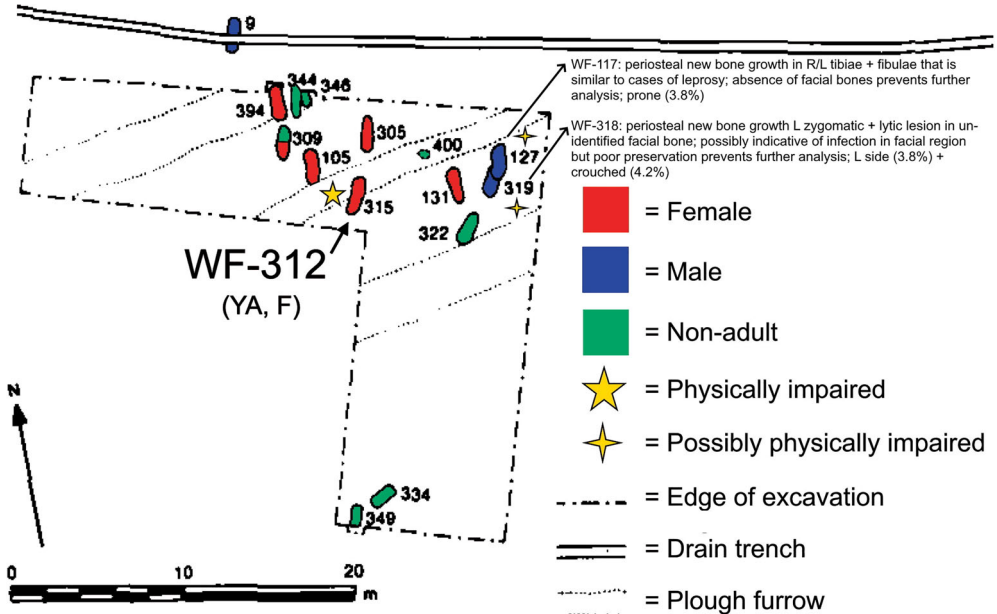 9
WF-117: periosteal new bone growth in R/L tibiae + fibulae that is
similar to cases of leprosy; absence of facial bones prevents further
analysis; prone (3.8%)
WF-318: periosteal new bone growth L zygomatic + lytic lesion in un-
identified facial bone; possibly indicative of infection in facial region
but poor preservation prevents further analysis; L side (3.8%) +
crouched (4.2%)
344
346
394
309
305
105
400
127
131
319
315
322
WF-312
(YA, F)
334
349
N
0 10 20
m
= Female
= Male
= Non-adult
= Physically impaired
= Possibly physically impaired
= Edge of excavation
= Drain trench
= Plough furrow